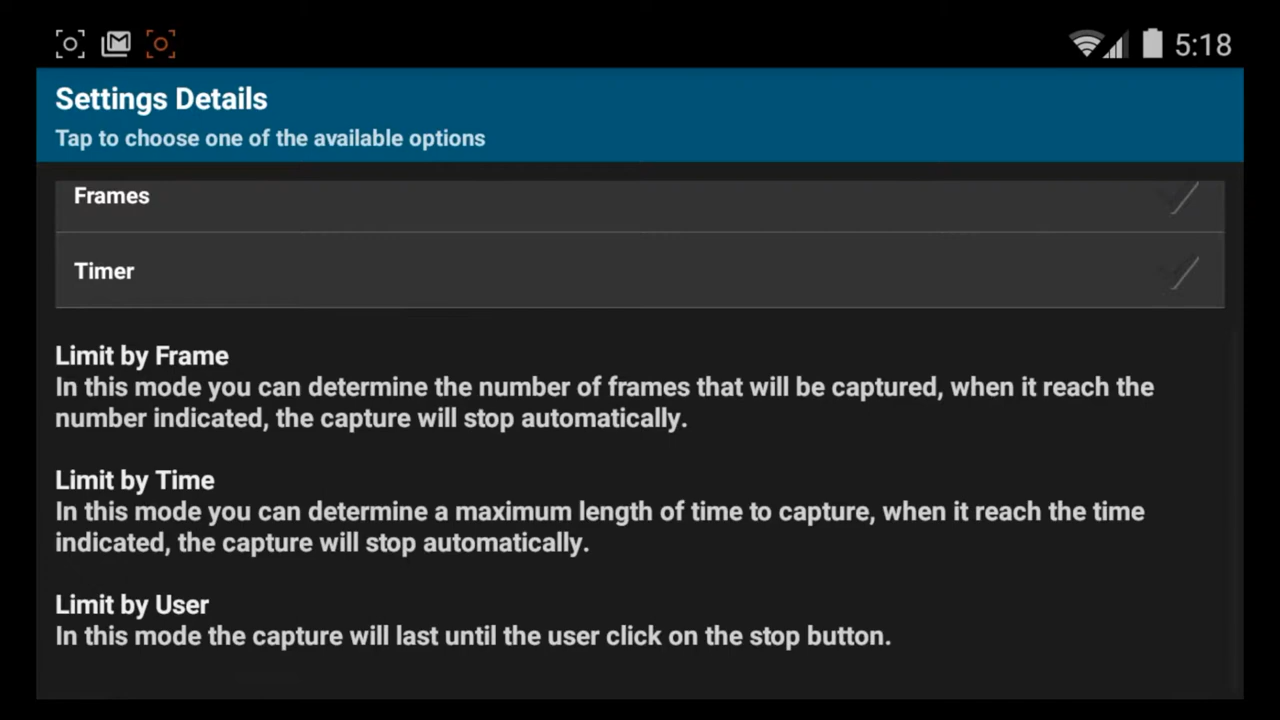 5:18
Settings Details
Tap to choose one of the available options
Frames
Timer
Limit by Frame
In this mode you can determine the number of frames that will be captured, when it reach the
number indicated, the capture will stop automatically.
Limit by Time
In this mode you can determine a maximum length of time to capture, when it reach the time
indicated, the capture will stop automatically.
Limit by User
In this mode the capture will last until the user click on the stop button.